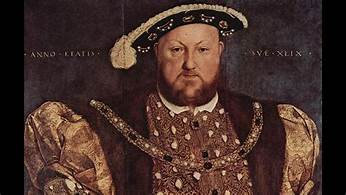 · ANNO · ETATIS ·
· SVÆ · XLIX ·